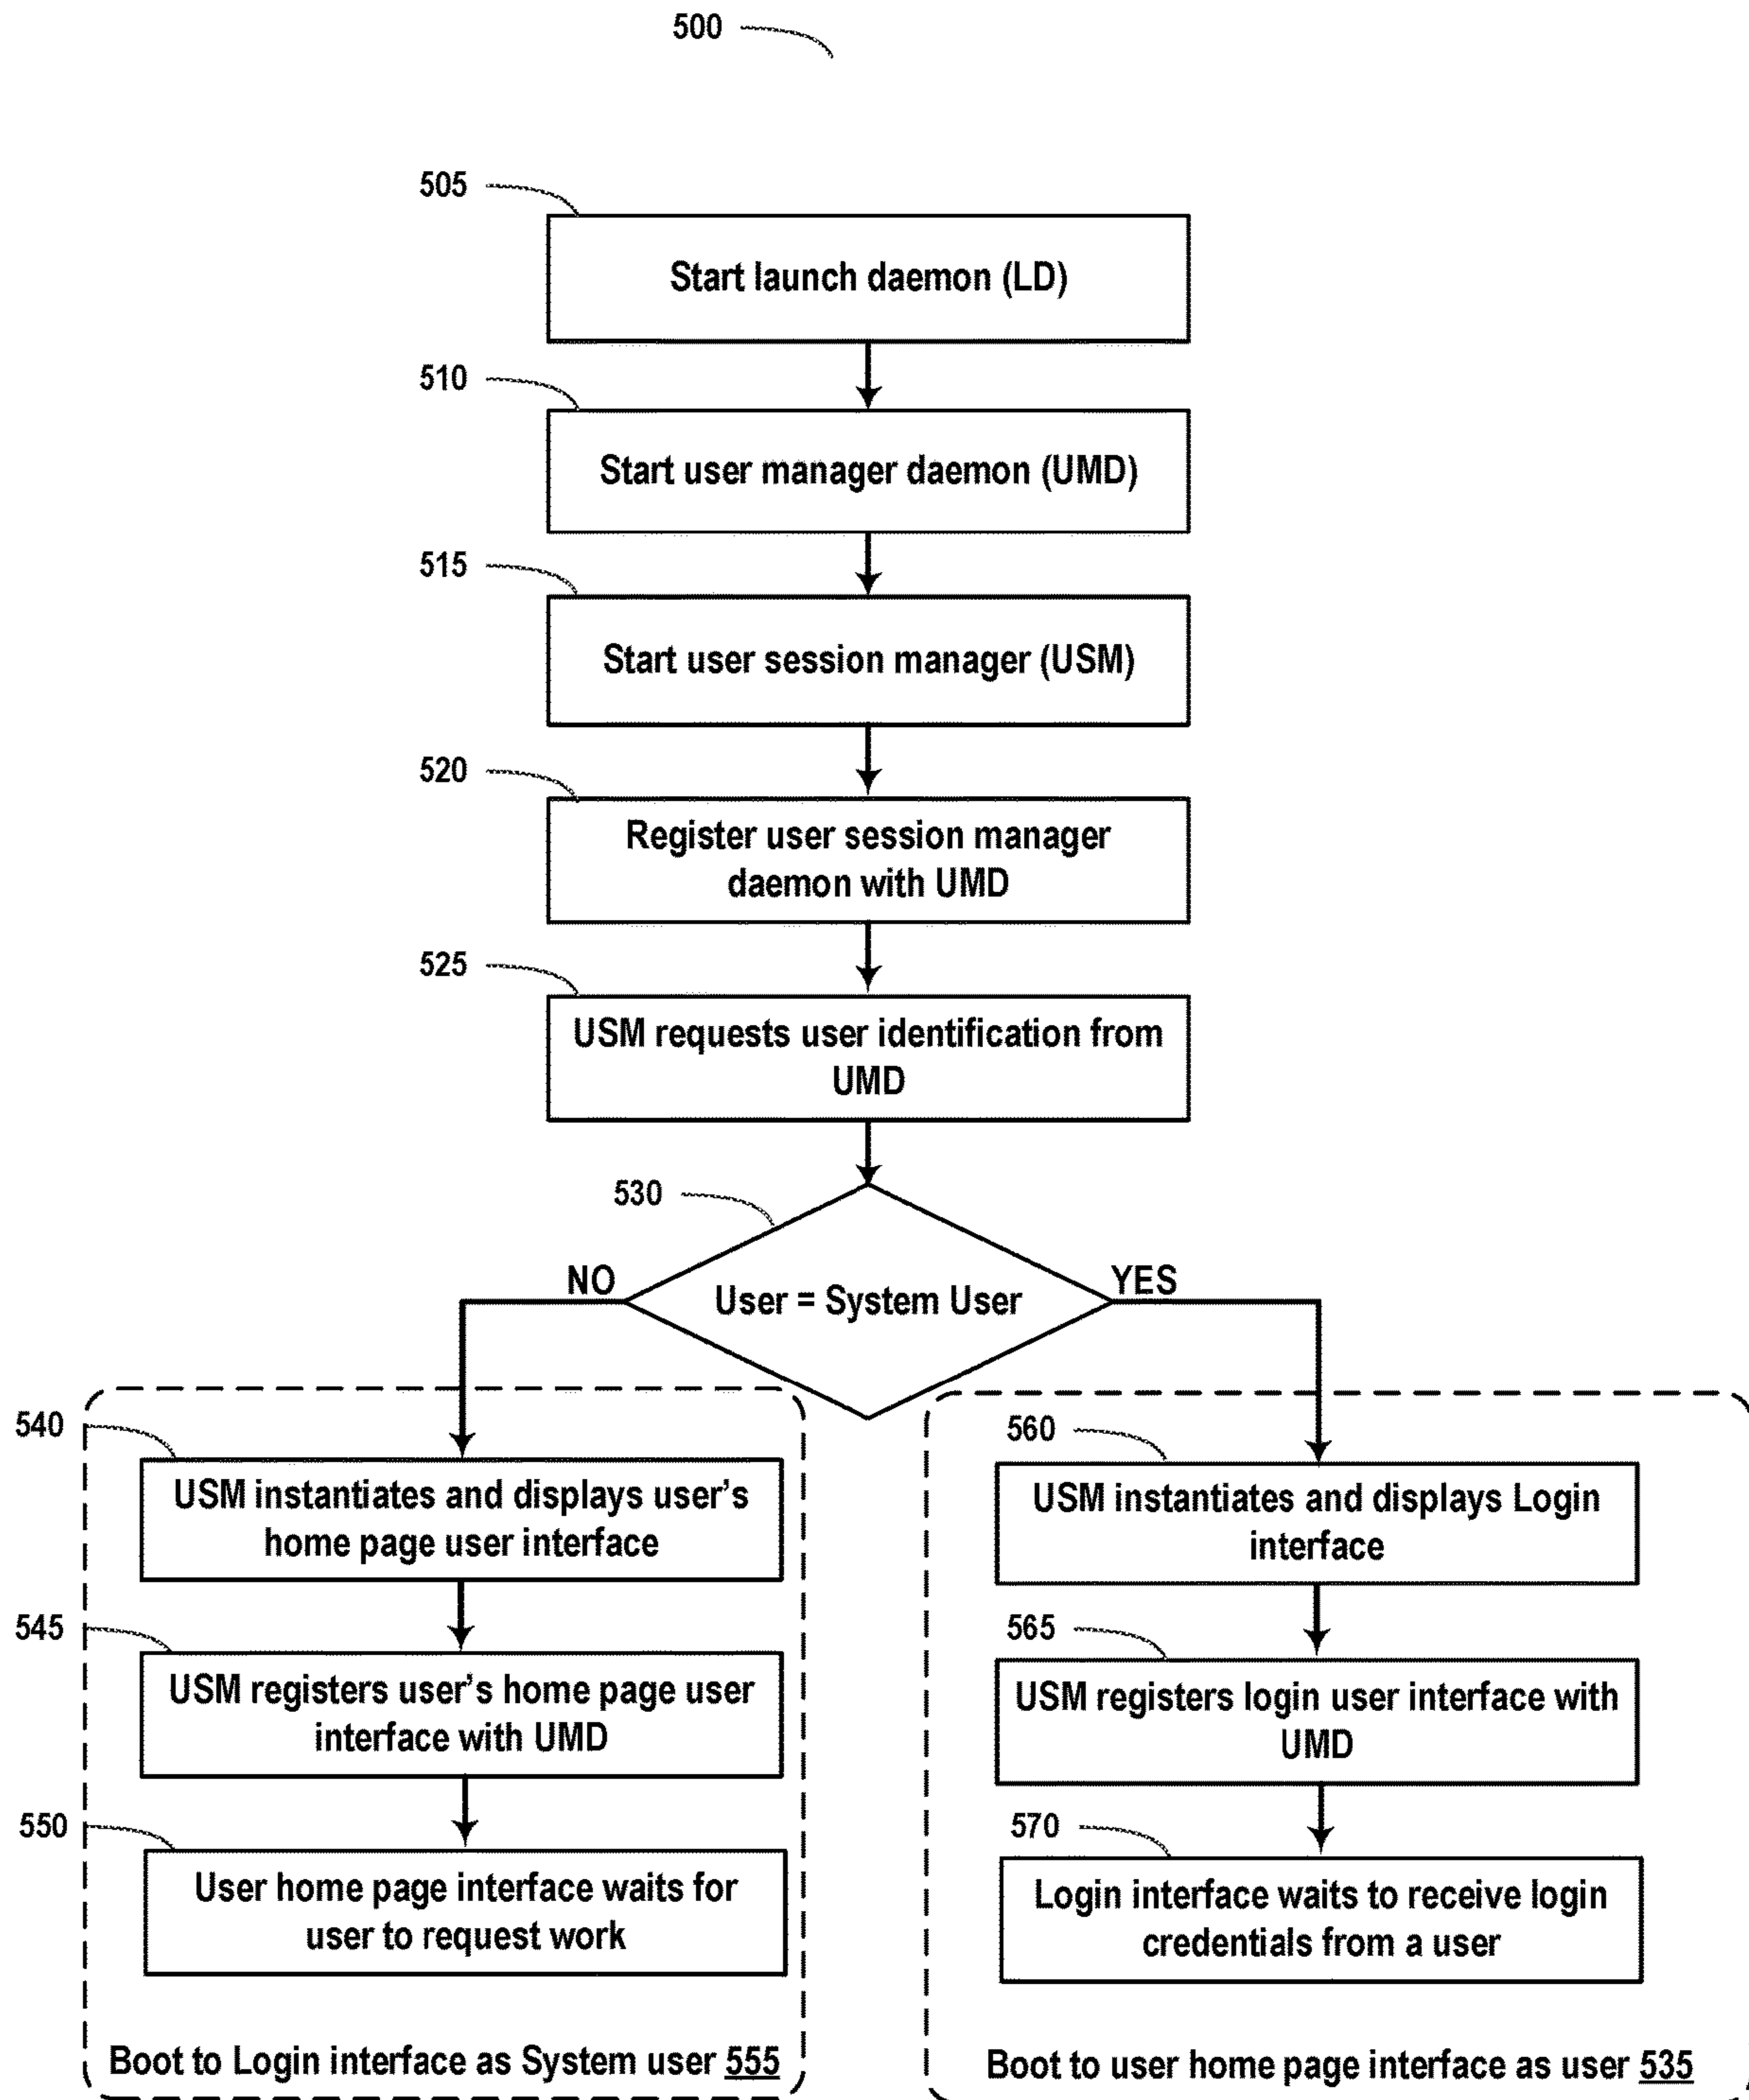 500
505
Start launch daemon (LD)
510
Start user manager daemon (UMD)
515
Start user session manager (USM)
520
Register user session manager
daemon with UMD
525
USM requests user identification from
UMD
530
User = System User
NO
YES
540
USM instantiates and displays user's
home page user interface
545
USM registers user's home page user
interface with UMD
550
User home page interface waits for
user to request work
Boot to Login interface as System user 555
560
USM instantiates and displays Login
interface
565
USM registers login user interface with
UMD
570
Login interface waits to receive login
credentials from a user
Boot to user home page interface as user 535